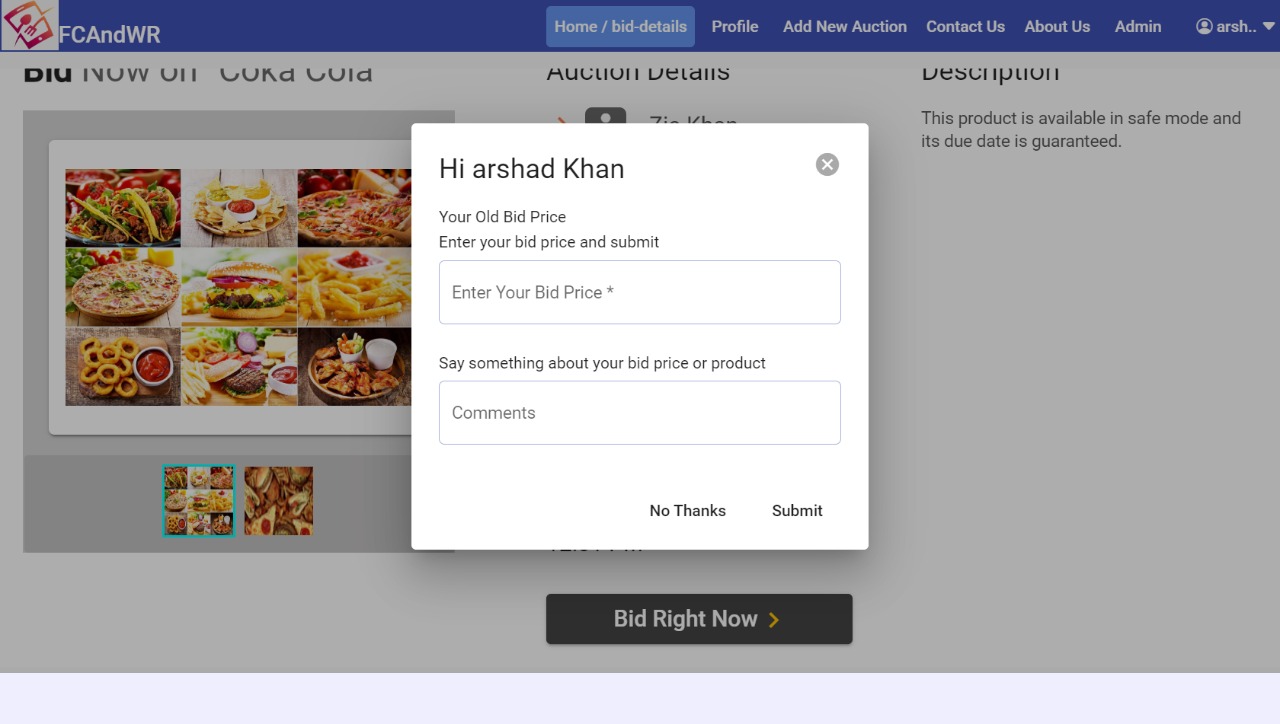 FCAndWR
Home / bid-details
Profile
Add New Auction
Contact Us
About Us
Admin
arsh..
Bid Now on "Coka Cola"
Auction Details
Zia Khan
Description
This product is available in safe mode and
its due date is guaranteed.
Hi arshad Khan
Your Old Bid Price
Enter your bid price and submit
Enter Your Bid Price *
Say something about your bid price or product
Comments
No Thanks
Submit
Bid Right Now